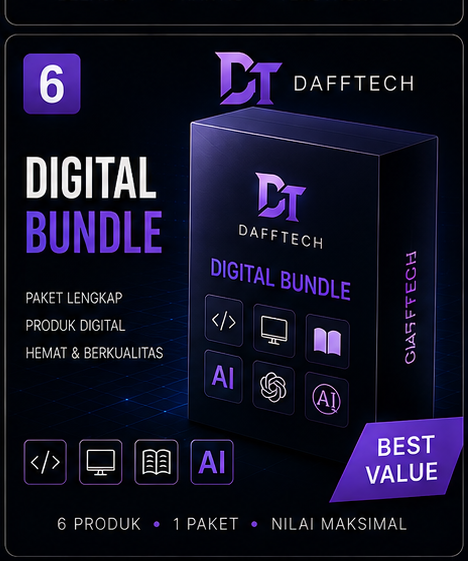 6
DT DAFFTECH
DIGITAL
BUNDLE
PAKET LENGKAP
PRODUK DIGITAL
HEMAT & BERKUALITAS
DT
DAFFTECH
DIGITAL BUNDLE
</>
AI
AI
</>
AI
BEST
VALUE
6 PRODUK • 1 PAKET • NILAI MAKSIMAL